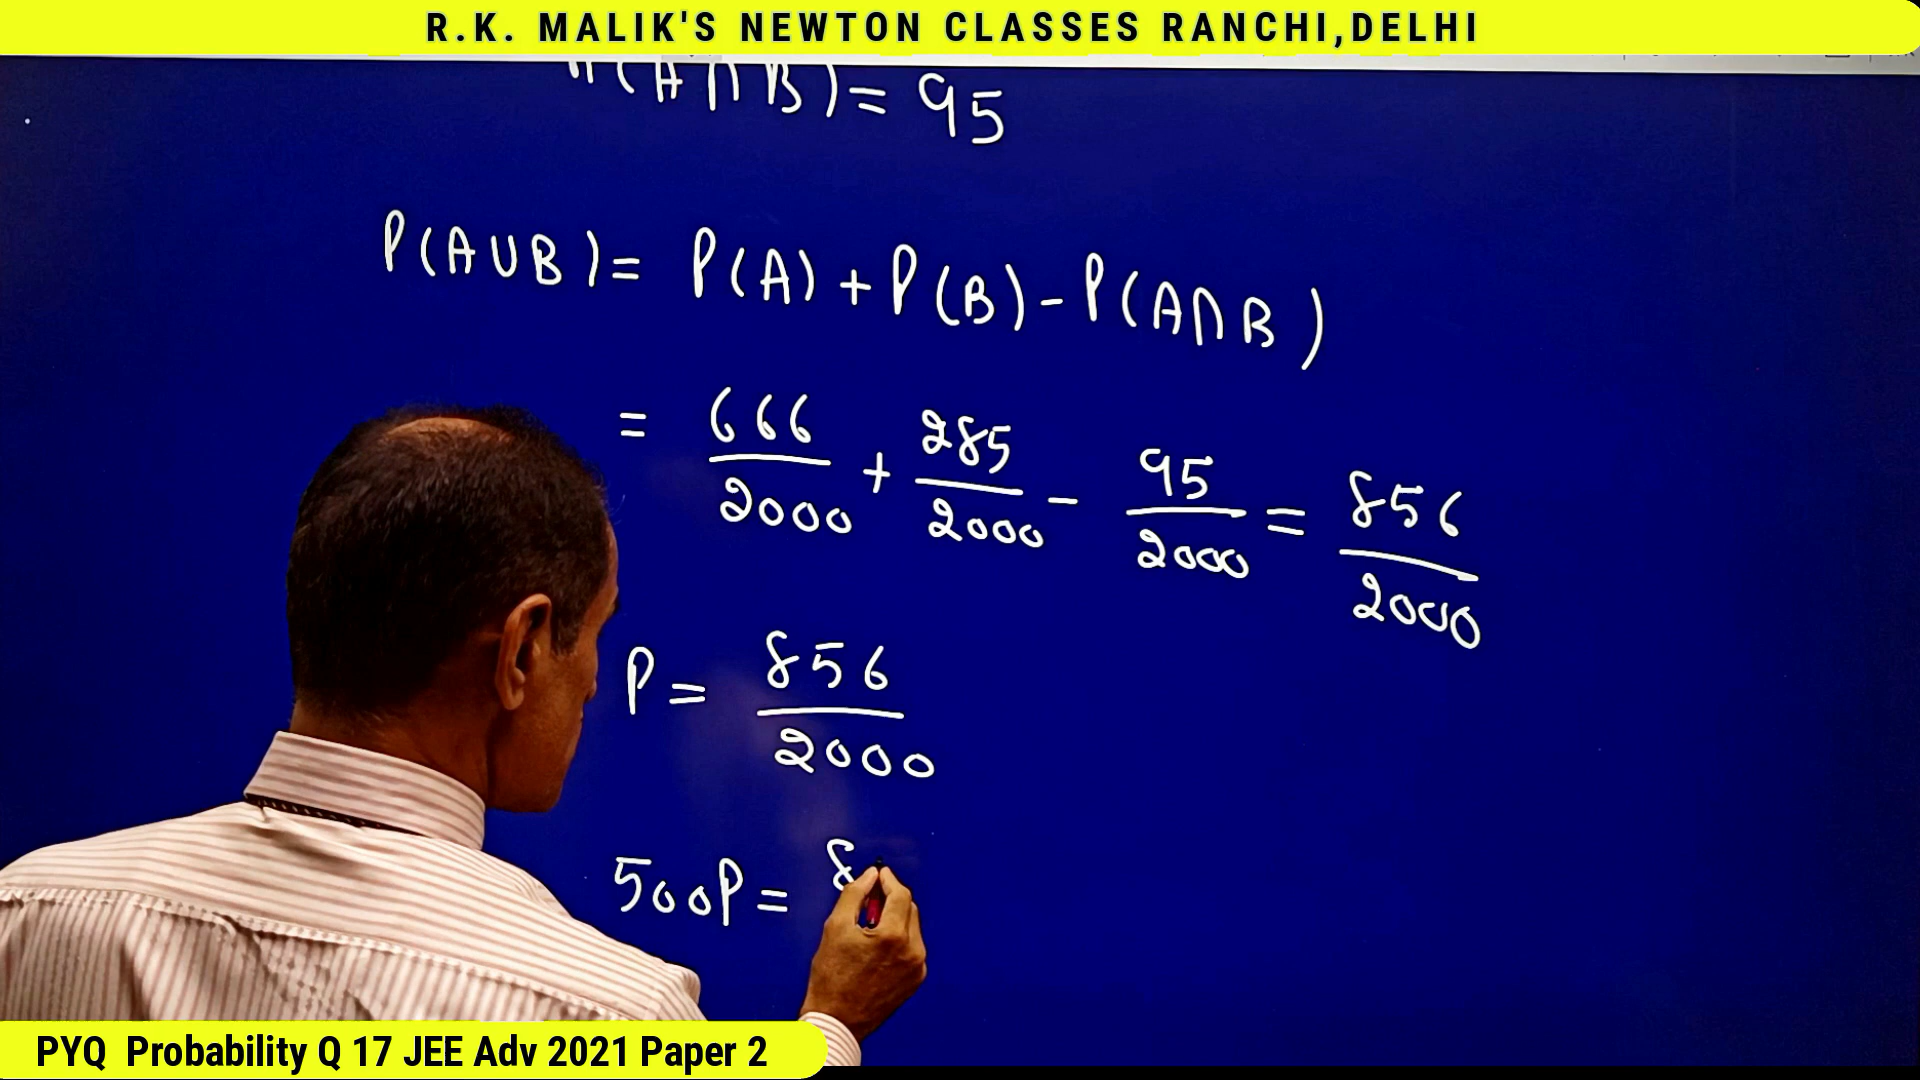 R.K. MALIK'S NEWTON CLASSES RANCHI,DELHI
n(A∩B)= 95
P(A∪B)= P(A)+P(B)-P(A∩B)
= 666/2000 + 285/2000 - 95/2000 = 856/2000
P = 856/2000
500P = 8
PYQ Probability Q 17 JEE Adv 2021 Paper 2